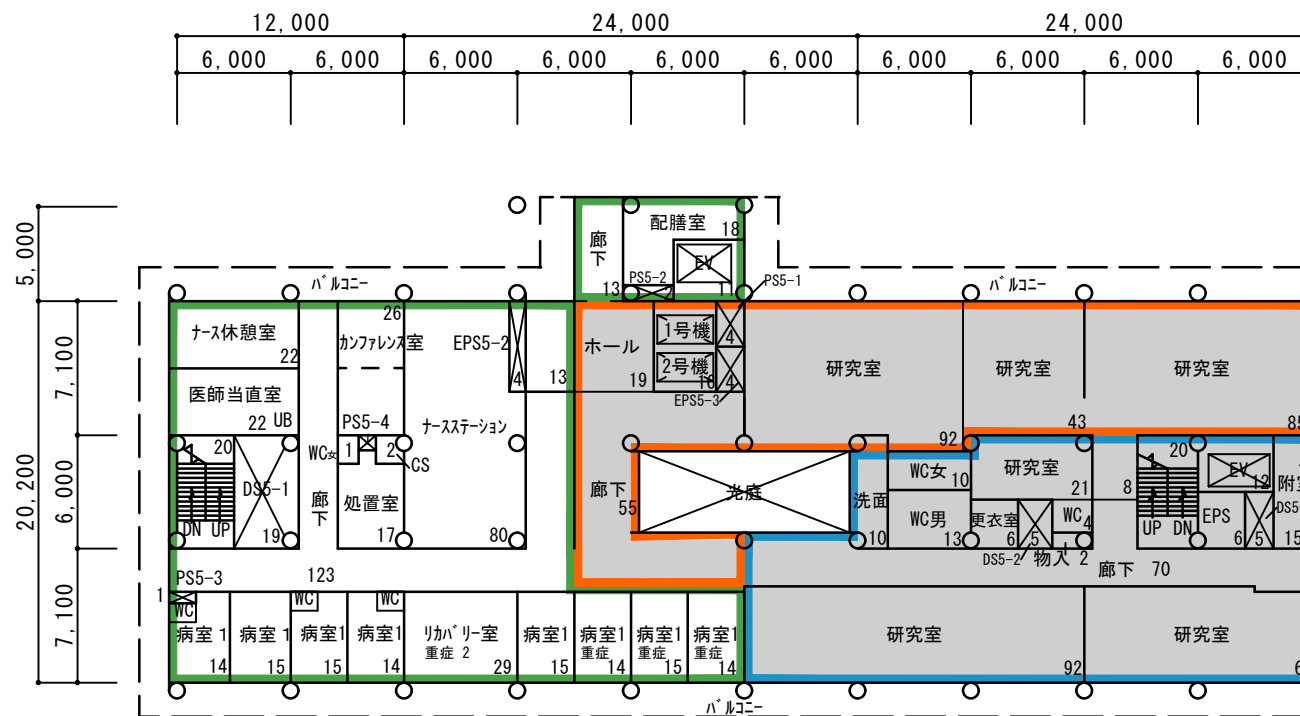 12,000
24,000
24,000
6,000
6,000
6,000
6,000
6,000
6,000
6,000
6,000
6,000
6,000
5,000
7,100
6,000
7,100
20,200
配膳室
18
廊下
PS5-2
EV
2
13
11
PS5-1
バルコニー
バルコニー
ナース休憩室
22
26
カンファレンス室
EPS5-2
4
13
ホール
19
1号機
2号機
16
4
4
EPS5-3
研究室
92
研究室
43
研究室
85
医師当直室
22
UB
20
DN
UP
DS5-1
19
WC女
廊下
PS5-4
1
2
CS
処置室
17
ナースステーション
80
廊下
55
光庭
洗面
10
WC女
10
WC男
13
研究室
21
更衣室
6
5
DS5-2
WC
4
物入 2
8
20
UP
DN
EV
12
EPS
6
5
DS5-
附室
15
廊下 70
PS5-3
1
123
WC
WC
WC
病室1
14
病室1
15
病室1
15
病室1
14
リカバリー室
重症 2
29
病室1
15
病室1
重症
14
病室1
重症
15
病室1
重症
14
研究室
92
研究室
6
バルコニー